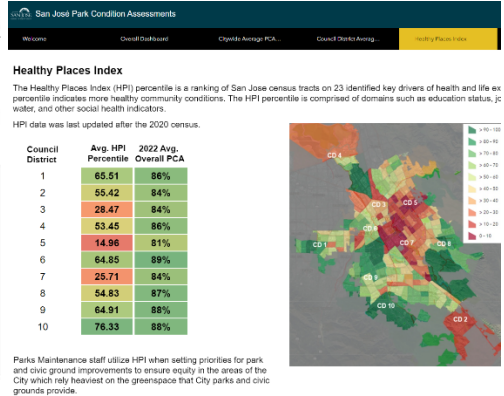 San José Park Condition Assessments
Welcome Overall Dashboard Citywide Average PCA... Council District Averag... Healthy Places Index
Healthy Places Index
The Healthy Places Index (HPI) percentile is a ranking of San Jose census tracts on 23 identified key drivers of health and life ex
percentile indicates more healthy community conditions. The HPI percentile is comprised of domains such as education status, jo
water, and other social health indicators.
HPI data was last updated after the 2020 census.
Council District Avg. HPI Percentile 2022 Avg. Overall PCA
1 65.51 86%
2 55.42 84%
3 28.47 84%
4 53.45 86%
5 14.96 81%
6 64.85 89%
7 25.71 84%
8 54.83 87%
9 64.91 88%
10 76.33 88%
CD 4
CD 3 CD 5
CD 6
CD 1 CD 7 CD 8
CD 9
CD 10
CD 2
> 90 - 100
> 80 - 90
> 70 - 80
> 60 - 70
> 50 - 60
> 40 - 50
> 30 - 40
> 20 - 30
> 10 - 20
0 - 10
Parks Maintenance staff utilize HPI when setting priorities for park
and civic ground improvements to ensure equity in the areas of the
City which rely heaviest on the greenspace that City parks and civic
grounds provide.